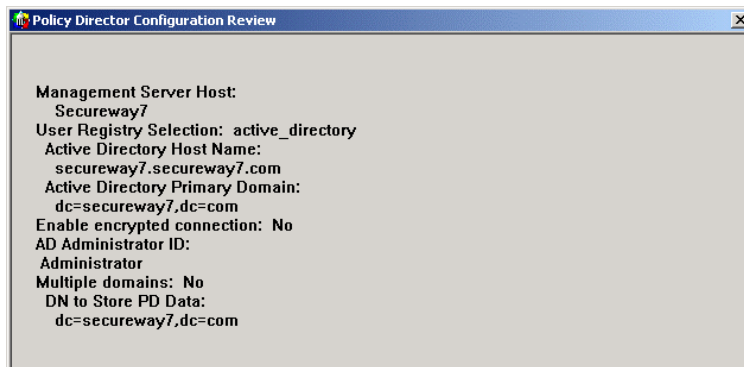 Policy Director Configuration Review
Management Server Host:
Secureway7
User Registry Selection: active_directory
Active Directory Host Name:
secureway7.secureway7.com
Active Directory Primary Domain:
dc=secureway7,dc=com
Enable encrypted connection: No
AD Administrator ID:
Administrator
Multiple domains: No
DN to Store PD Data:
dc=secureway7,dc=com